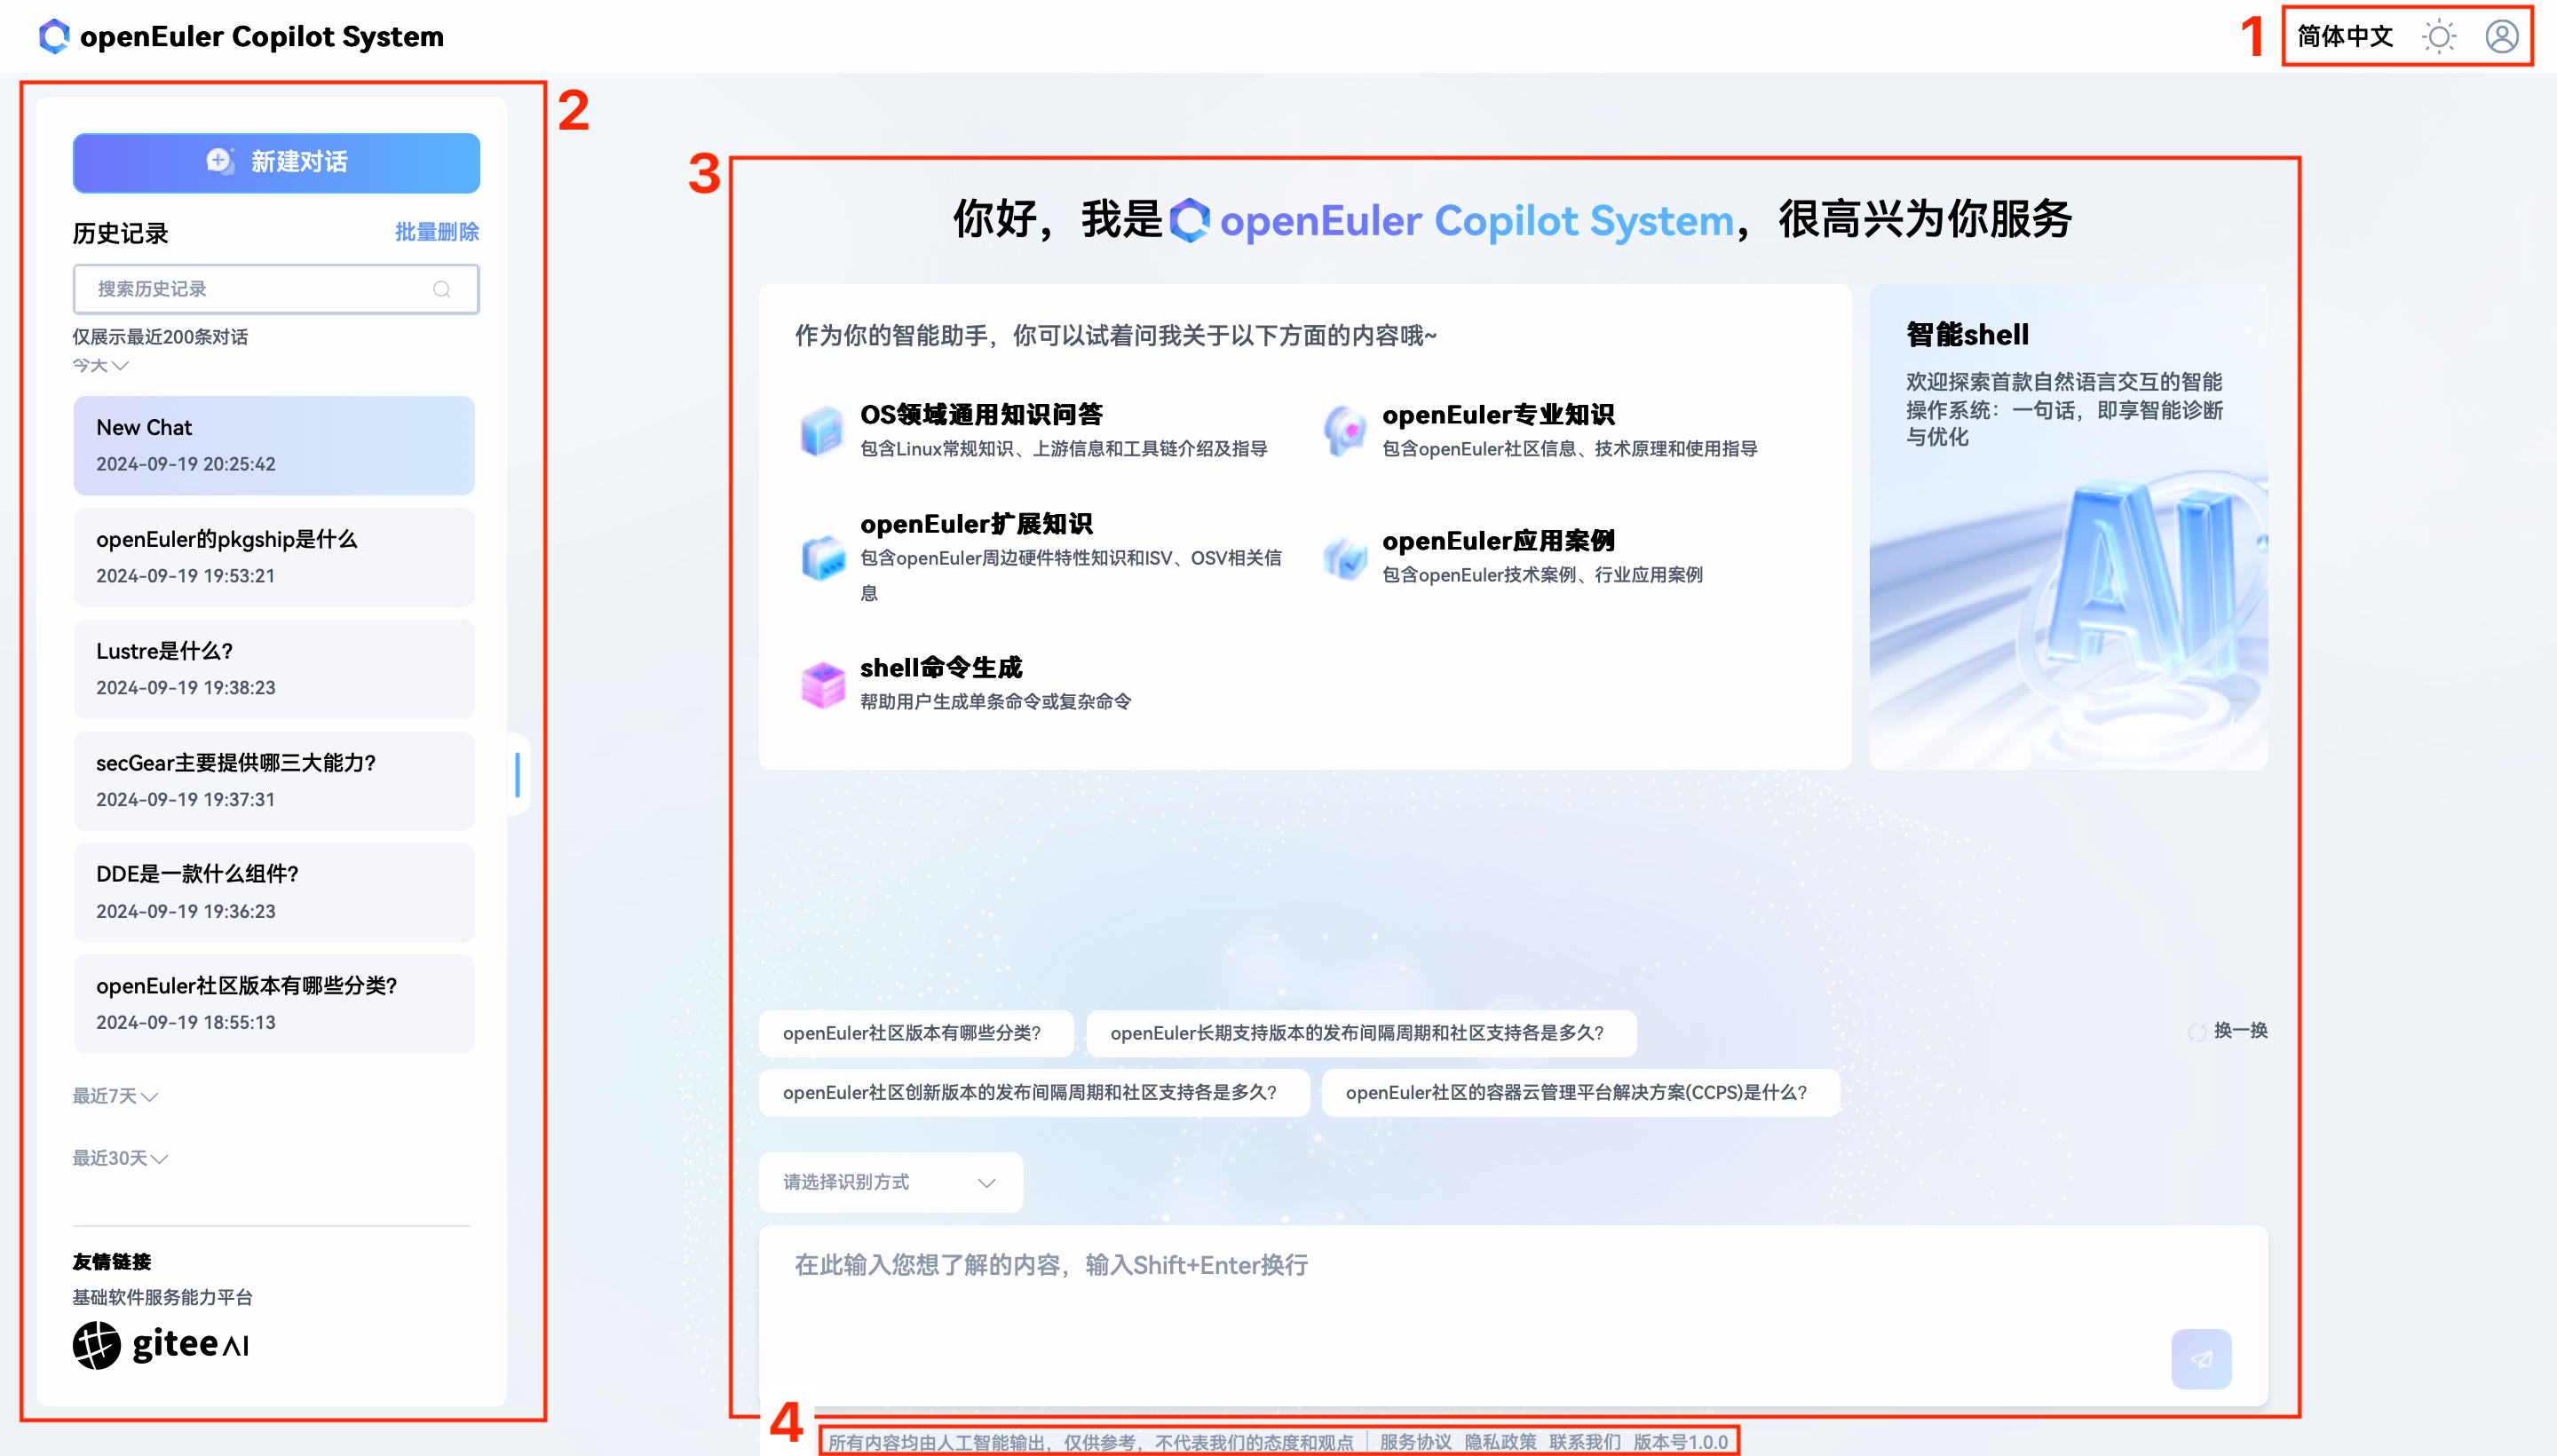 openEuler Copilot System
1
简体中文
2
新建对话
历史记录
批量删除
搜索历史记录
仅展示最近200条对话
今天
New Chat
2024-09-19 20:25:42
openEuler的pkgship是什么
2024-09-19 19:53:21
Lustre是什么？
2024-09-19 19:38:23
secGear主要提供哪三大能力？
2024-09-19 19:37:31
DDE是一款什么组件？
2024-09-19 19:36:23
openEuler社区版本有哪些分类？
2024-09-19 18:55:13
最近7天
最近30天
友情链接
基础软件服务能力平台
gitee AI
3
你好，我是 openEuler Copilot System，很高兴为你服务
作为你的智能助手，你可以试着问我关于以下方面的内容哦~
OS领域通用知识问答
包含Linux常规知识、上游信息和工具链介绍及指导
openEuler专业知识
包含openEuler社区信息、技术原理和使用指导
openEuler扩展知识
包含openEuler周边硬件特性知识和ISV、OSV相关信
息
openEuler应用案例
包含openEuler技术案例、行业应用案例
shell命令生成
帮助用户生成单条命令或复杂命令
智能shell
欢迎探索首款自然语言交互的智能
操作系统：一句话，即享智能诊断
与优化
AI
openEuler社区版本有哪些分类？
openEuler长期支持版本的发布间隔周期和社区支持各是多久？
换一换
openEuler社区创新版本的发布间隔周期和社区支持各是多久？
openEuler社区的容器云管理平台解决方案(CCPS)是什么？
请选择识别方式
在此输入您想了解的内容，输入Shift+Enter换行
4
所有内容均由人工智能输出，仅供参考，不代表我们的态度和观点 | 服务协议 隐私政策 联系我们 版本号1.0.0